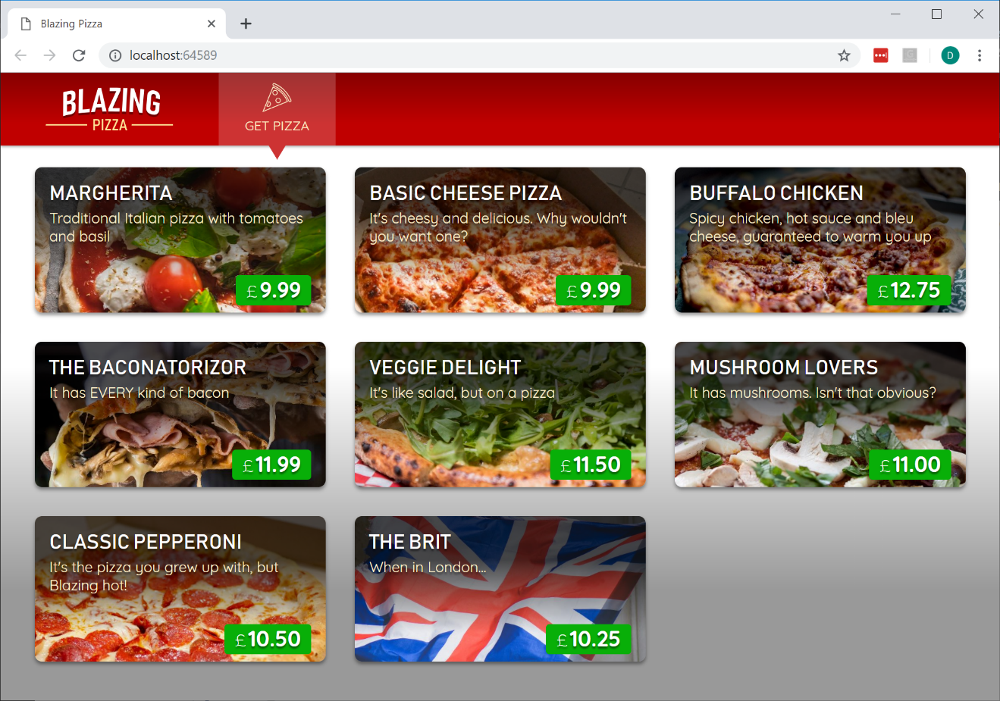 Blazing Pizza
localhost:64589
D
BLAZING
PIZZA
GET PIZZA
MARGHERITA
Traditional Italian pizza with tomatoes
and basil
£9.99
BASIC CHEESE PIZZA
It's cheesy and delicious. Why wouldn't
you want one?
£9.99
BUFFALO CHICKEN
Spicy chicken, hot sauce and bleu
cheese, guaranteed to warm you up
£12.75
THE BACONATORIZOR
It has EVERY kind of bacon
£11.99
VEGGIE DELIGHT
It's like salad, but on a pizza
£11.50
MUSHROOM LOVERS
It has mushrooms. Isn't that obvious?
£11.00
CLASSIC PEPPERONI
It's the pizza you grew up with, but
Blazing hot!
£10.50
THE BRIT
When in London...
£10.25